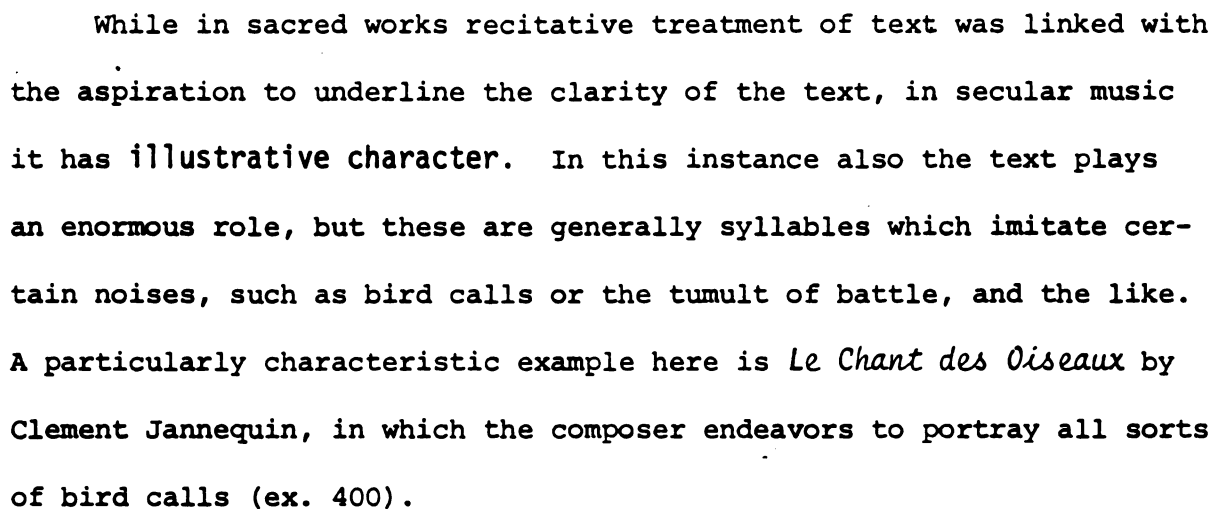 While in sacred works recitative treatment of text was linked with
the aspiration to underline the clarity of the text, in secular music
it has illustrative character. In this instance also the text plays
an enormous role, but these are generally syllables which imitate cer-
tain noises, such as bird calls or the tumult of battle, and the like.
A particularly characteristic example here is Le Chant des Oiseaux by
Clement Jannequin, in which the composer endeavors to portray all sorts
of bird calls (ex. 400).